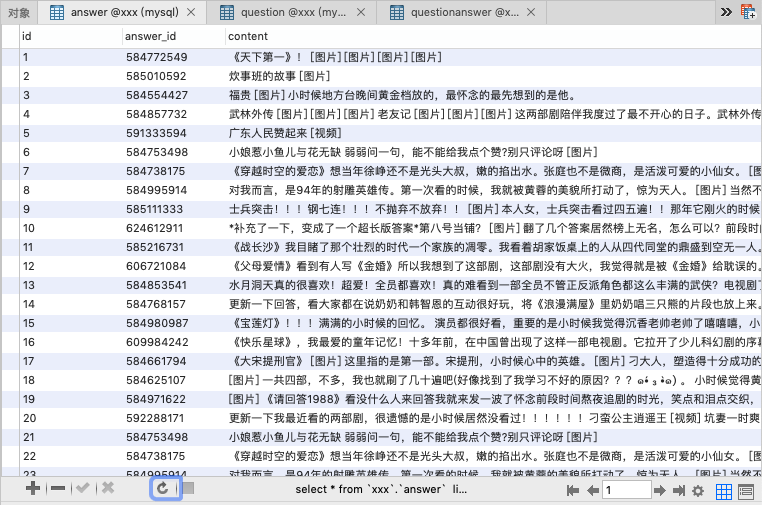 对象 answer @xxx (mysql) question @xxx (my... questionanswer @x...
id answer_id content
1 584772549 《天下第一》！ [图片] [图片] [图片] [图片]
2 585010592 炊事班的故事 [图片]
3 584554427 福贵 [图片] 小时候地方台晚间黄金档放的，最怀念的最先想到的是他。
4 584857732 武林外传 [图片] [图片] [图片] 老友记 [图片] [图片] [图片] 这两部剧陪伴我度过了最不开心的日子。武林外传
5 591333594 广东人民赞起来 [视频]
6 584753498 小娘惹小鱼儿与花无缺 弱弱问一句，能不能给我点个赞?别只评论呀 [图片]
7 584738175 《穿越时空的爱恋》想当年徐峥还不是光头大叔，嫩的掐出水。张庭也不是微商，是活泼可爱的小仙女。 [图
8 584995914 对我而言，是94年的射雕英雄传。第一次看的时候，我就被黄蓉的美貌所打动了，惊为天人。 [图片] 当然不
9 585111333 士兵突击！！！ 钢七连！！！ 不抛弃不放弃！！ [图片] 本人女，士兵突击看过四五遍！！那年它刚火的时候
10 624612911 *补充了一下，变成了一个超长版答案*第八号当铺？ [图片] 翻了几个答案居然榜上无名，怎么可以？前段时
11 585216731 《战长沙》我目睹了那个壮烈的时代一个家族的凋零。我看着胡家饭桌上的人从四代同堂的鼎盛到空无一人。
12 606721084 《父母爱情》看到有人写《金婚》所以我想到了这部剧，这部剧没有大火，我觉得就是被《金婚》给耽误的。
13 584853541 水月洞天真的很喜欢！超爱！全员都喜欢！真的难看到一部全员不管正反派角色都这么丰满的武侠？电视剧了
14 584768157 更新一下回答，看大家都在说奶奶和韩智恩的互动很好玩，将《浪漫满屋》里奶奶唱三只熊的片段也放上来。
15 584980987 《宝莲灯》！！！满满的小时候的回忆。 演员都很好看，重要的是小时候我觉得沉香老帅老帅了嘻嘻嘻，小
16 609984242 《快乐星球》，我最爱的童年记忆！十多年前，在中国曾出现了这样一部电视剧。它拉开了少儿科幻剧的序幕
17 584661794 《大宋提刑官》 [图片] 这里指的是第一部。宋提刑，小时候心中的英雄。 [图片] 刁大人，塑造得十分成功的
18 584625107 [图片] 一共四部，不多，我也就刷了几十遍吧(好像找到了我学习不好的原因？？？ 。 小时候觉得黄
19 584971622 [图片] 《请回答1988》看没什么人来回答我就来发一波了怀念前段时间熬夜追剧的时光，笑点和泪点交织，
20 592288171 更新一下我最近看的两部剧，很遗憾的是小时候居然没看过！！！！！！刁蛮公主逍遥王 [视频] 坑妻一时爽
21 584753498 小娘惹小鱼儿与花无缺 弱弱问一句，能不能给我点个赞?别只评论呀 [图片]
22 584738175 《穿越时空的爱恋》想当年徐峥还不是光头大叔，嫩的掐出水。张庭也不是微商，是活泼可爱的小仙女。 [图
23 584995914 对我而言，是94年的射雕英雄传。第一次看的时候，我就被黄蓉的美貌所打动了，惊为天人。 [图片] 当然不
select * from `xxx`.`answer` li... 1